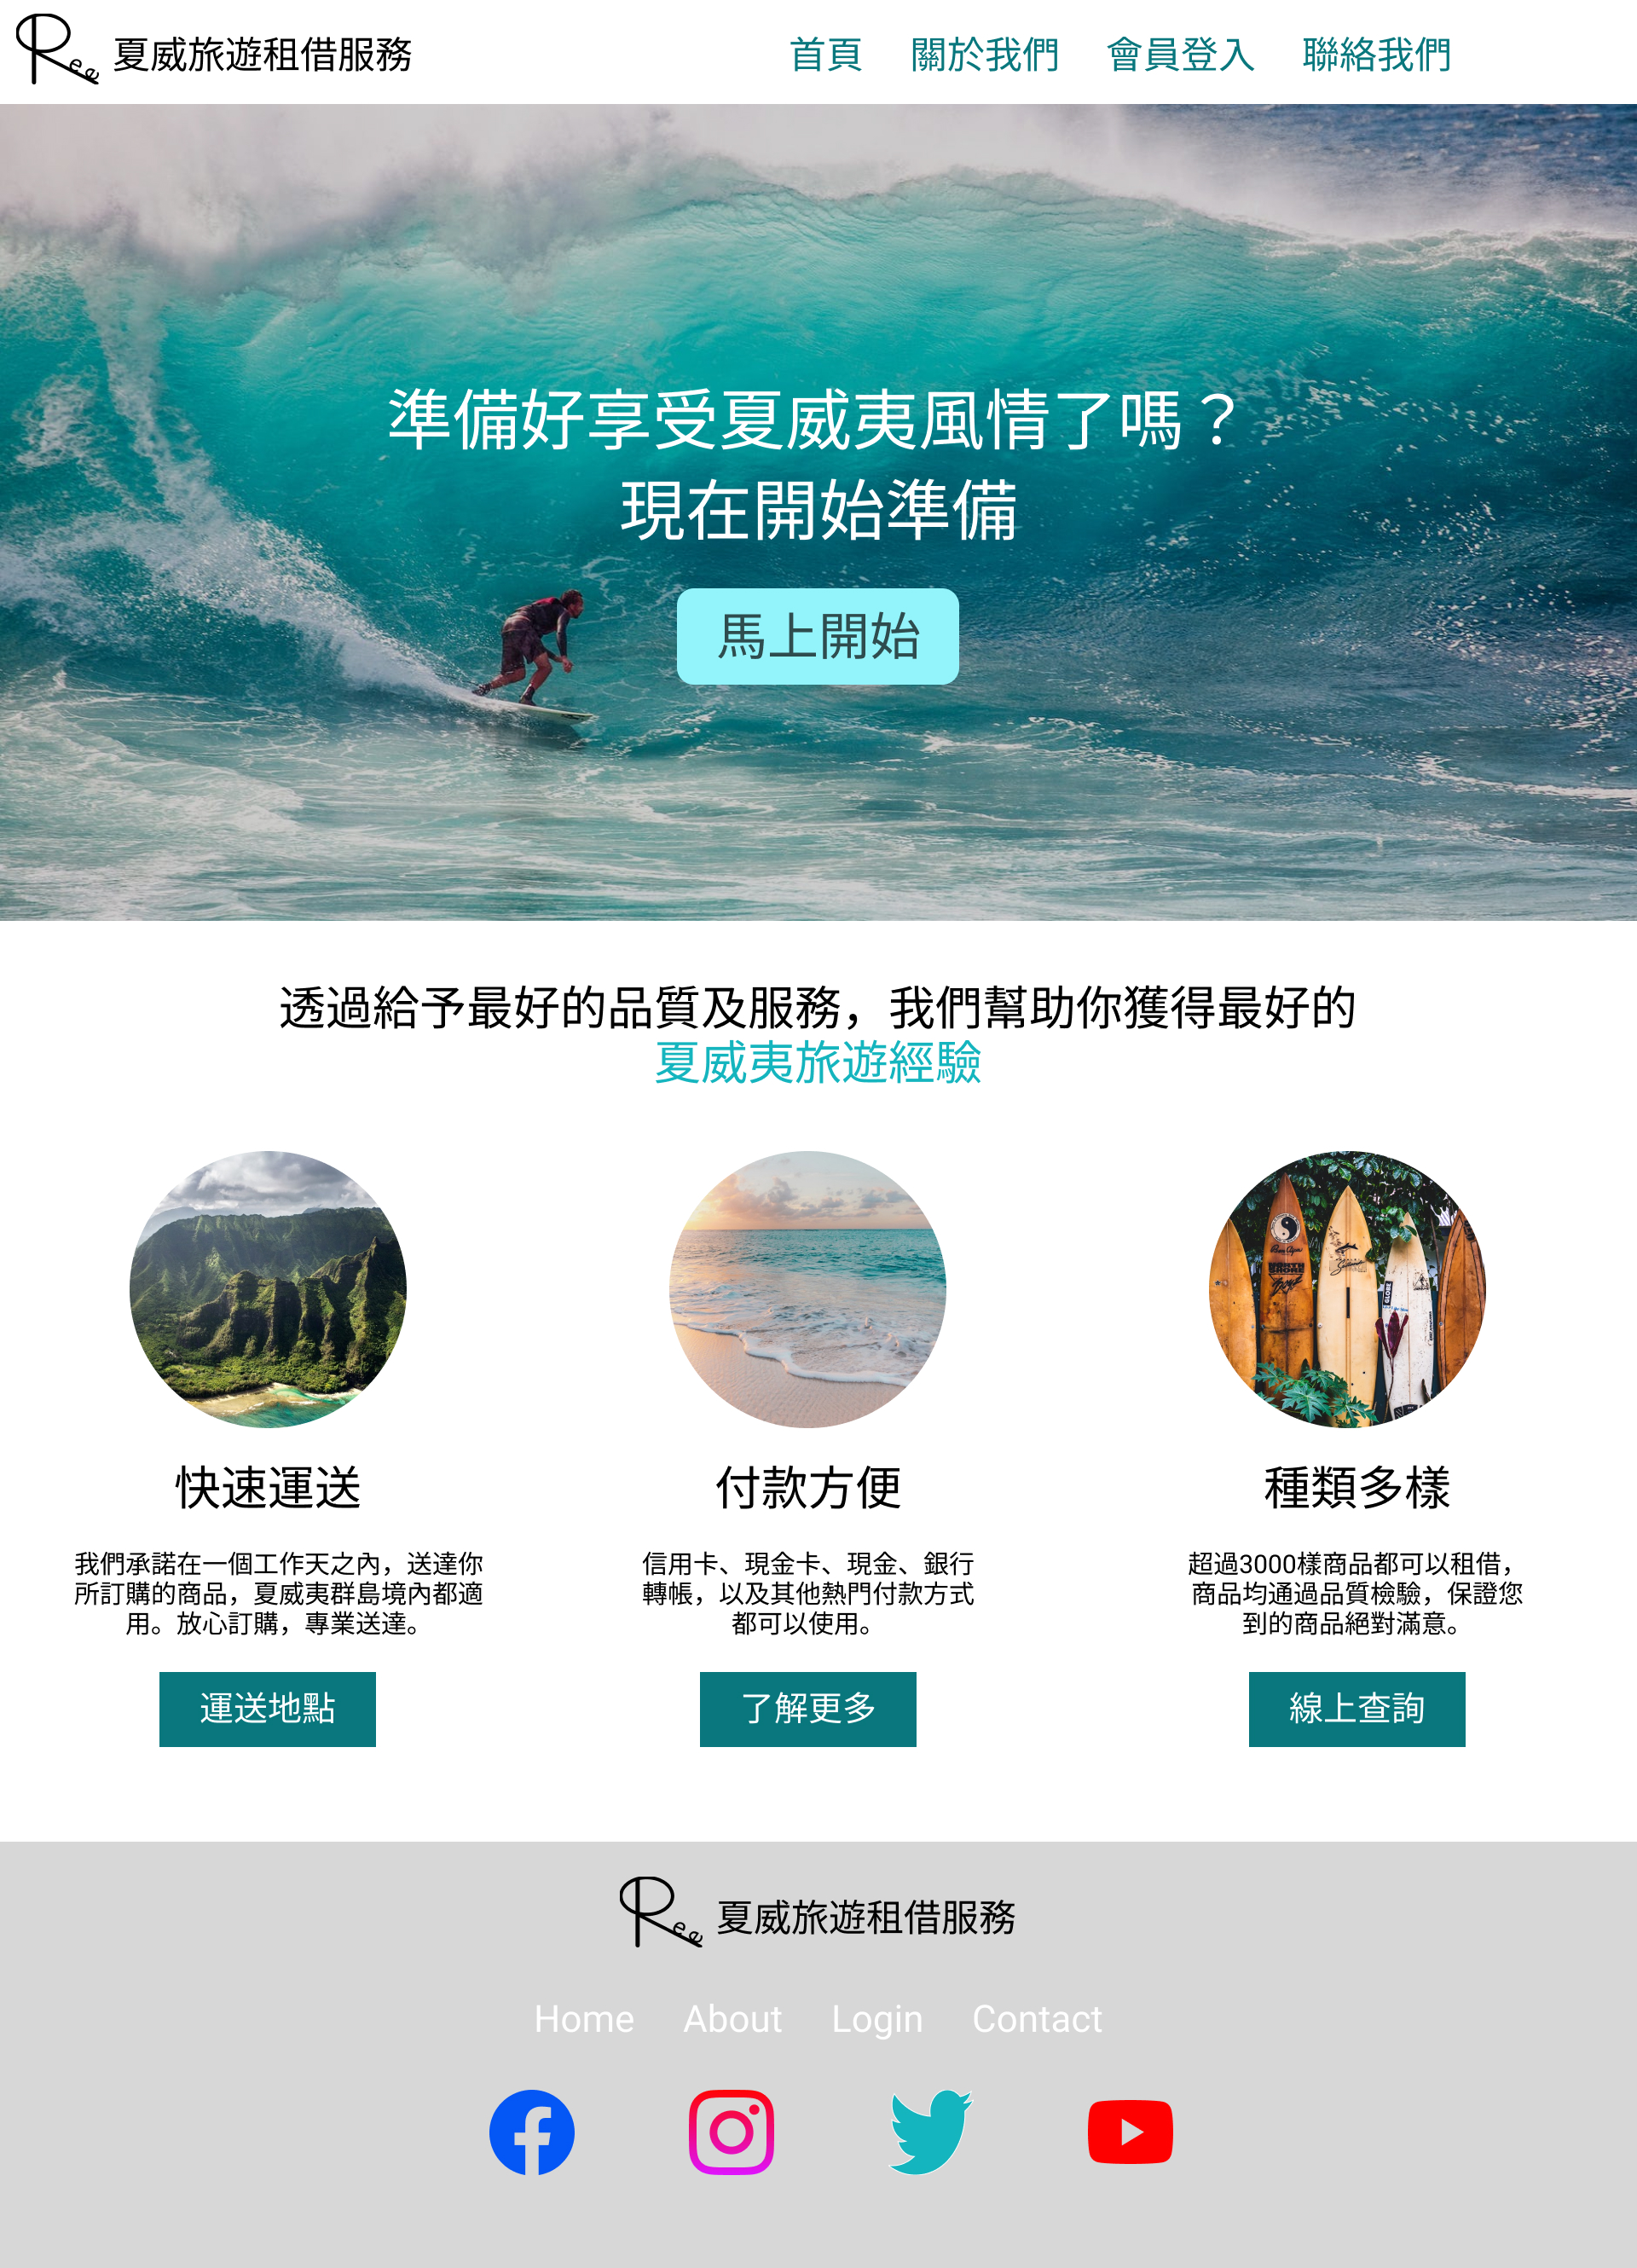 Ree 夏威旅遊租借服務
首頁 關於我們 會員登入 聯絡我們
準備好享受夏威夷風情了嗎？
現在開始準備
馬上開始
透過給予最好的品質及服務，我們幫助你獲得最好的
夏威夷旅遊經驗
快速運送
我們承諾在一個工作天之內，送達你
所訂購的商品，夏威夷群島境內都適
用。放心訂購，專業送達。
運送地點
付款方便
信用卡、現金卡、現金、銀行
轉帳，以及其他熱門付款方式
都可以使用。
了解更多
種類多樣
超過3000樣商品都可以租借，
商品均通過品質檢驗，保證您
到的商品絕對滿意。
線上查詢
Ree 夏威旅遊租借服務
Home About Login Contact